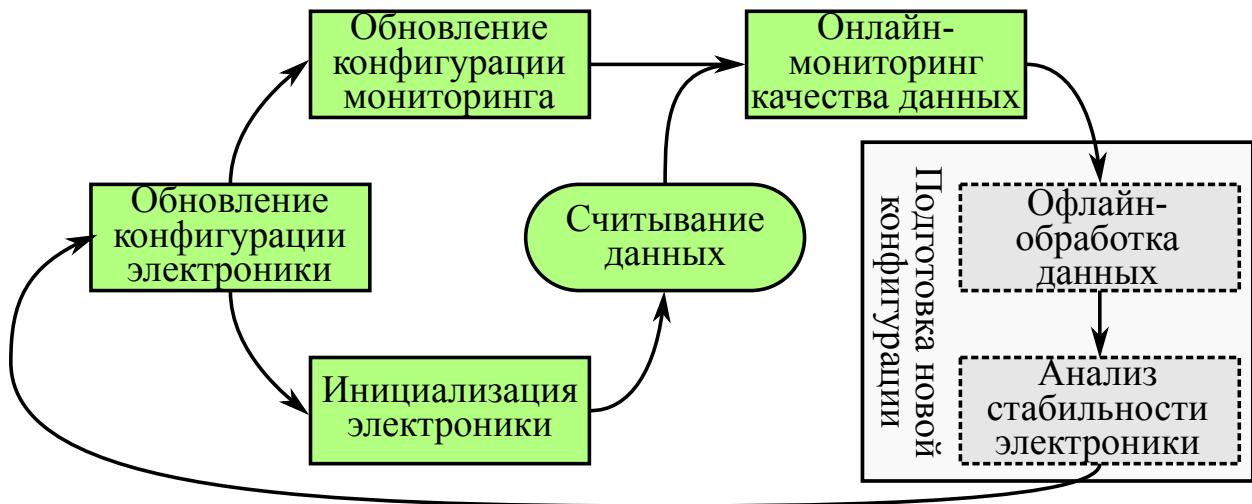 Обновление
конфигурации
мониторинга
Онлайн-
мониторинг
качества данных
Обновление
конфигурации
электроники
Считывание
данных
Инициализация
электроники
Подготовка новой
конфигурации
Офлайн-
обработка
данных
Анализ
стабильности
электроники